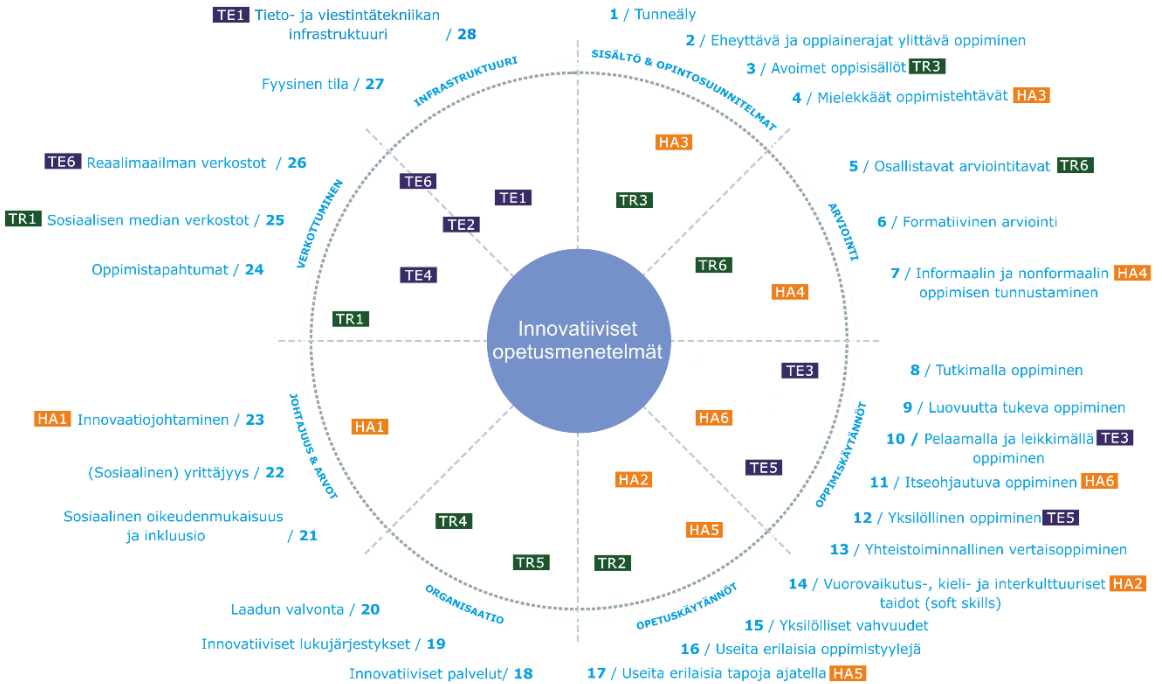 TE1 Tieto- ja viestintätekniikan
infrastruktuuri / 28
Fyysinen tila / 27
TE6 Reaalimaailman verkostot / 26
TR1 Sosiaalisen median verkostot / 25
Oppimistapahtumat / 24
HA1 Innovaatiojohtaminen / 23
(Sosiaalinen) yrittäjyys / 22
Sosiaalinen oikeudenmukaisuus
ja inkluusio / 21
Laadun valvonta / 20
Innovatiiviset lukujärjestykset / 19
Innovatiiviset palvelut/ 18
1 / Tunneäly
2 / Eheyttävä ja oppiainerajat ylittävä oppiminen
3 / Avoimet oppisisällöt TR3
4 / Mielekkäät oppimistehtävät HA3
5 / Osallistavat arviointitavat TR6
6 / Formatiivinen arviointi
7 / Informaalin ja nonformaalin HA4
oppimisen tunnustaminen
8 / Tutkimalla oppiminen
9 / Luovuutta tukeva oppiminen
10 / Pelaamalla ja leikkimällä TE3
oppiminen
11 / Itseohjautuva oppiminen HA6
12 / Yksilöllinen oppiminen TE5
13 / Yhteistoiminnallinen vertaisoppiminen
14 / Vuorovaikutus-, kieli- ja interkulttuuriset HA2
taidot (soft skills)
15 / Yksilölliset vahvuudet
16 / Useita erilaisia oppimistyylejä
17 / Useita erilaisia tapoja ajatella HA5
INFRASTRUKTUURI
SISÄLTÖ & OPINTOSUUNNITELMAT
ARVIOINTI
OPPIMISKÄYTÄNNÖT
OPETUSKÄYTÄNNÖT
ORGANISAATIO
JOHTAJUUS & ARVOT
VERKOTTUMINEN
HA3
TR3
TE6
TE1
TE2
TE4
TR1
TR6
HA4
TE3
HA6
TE5
HA2
HA5
TR2
TR5
TR4
HA1
Innovatiiviset
opetusmenetelmät